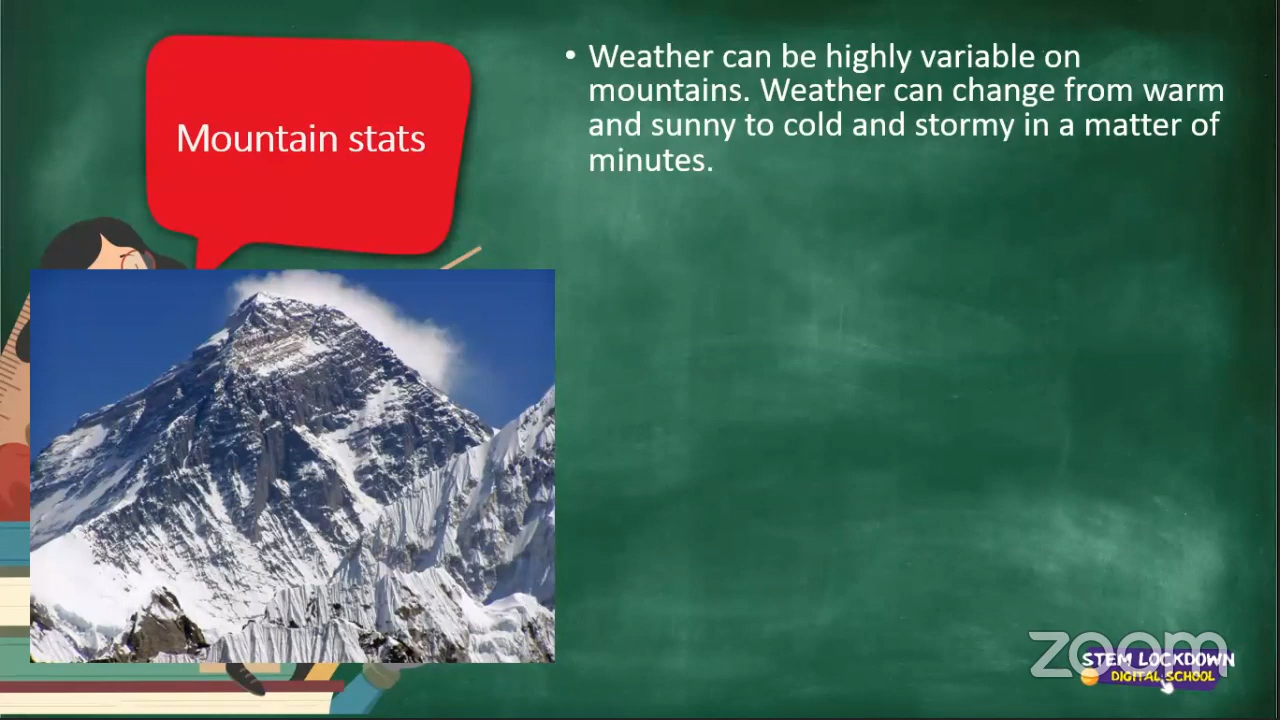 Mountain stats
• Weather can be highly variable on
mountains. Weather can change from warm
and sunny to cold and stormy in a matter of
minutes.
zoom
STEM LOCKDOWN
DIGITAL SCHOOL